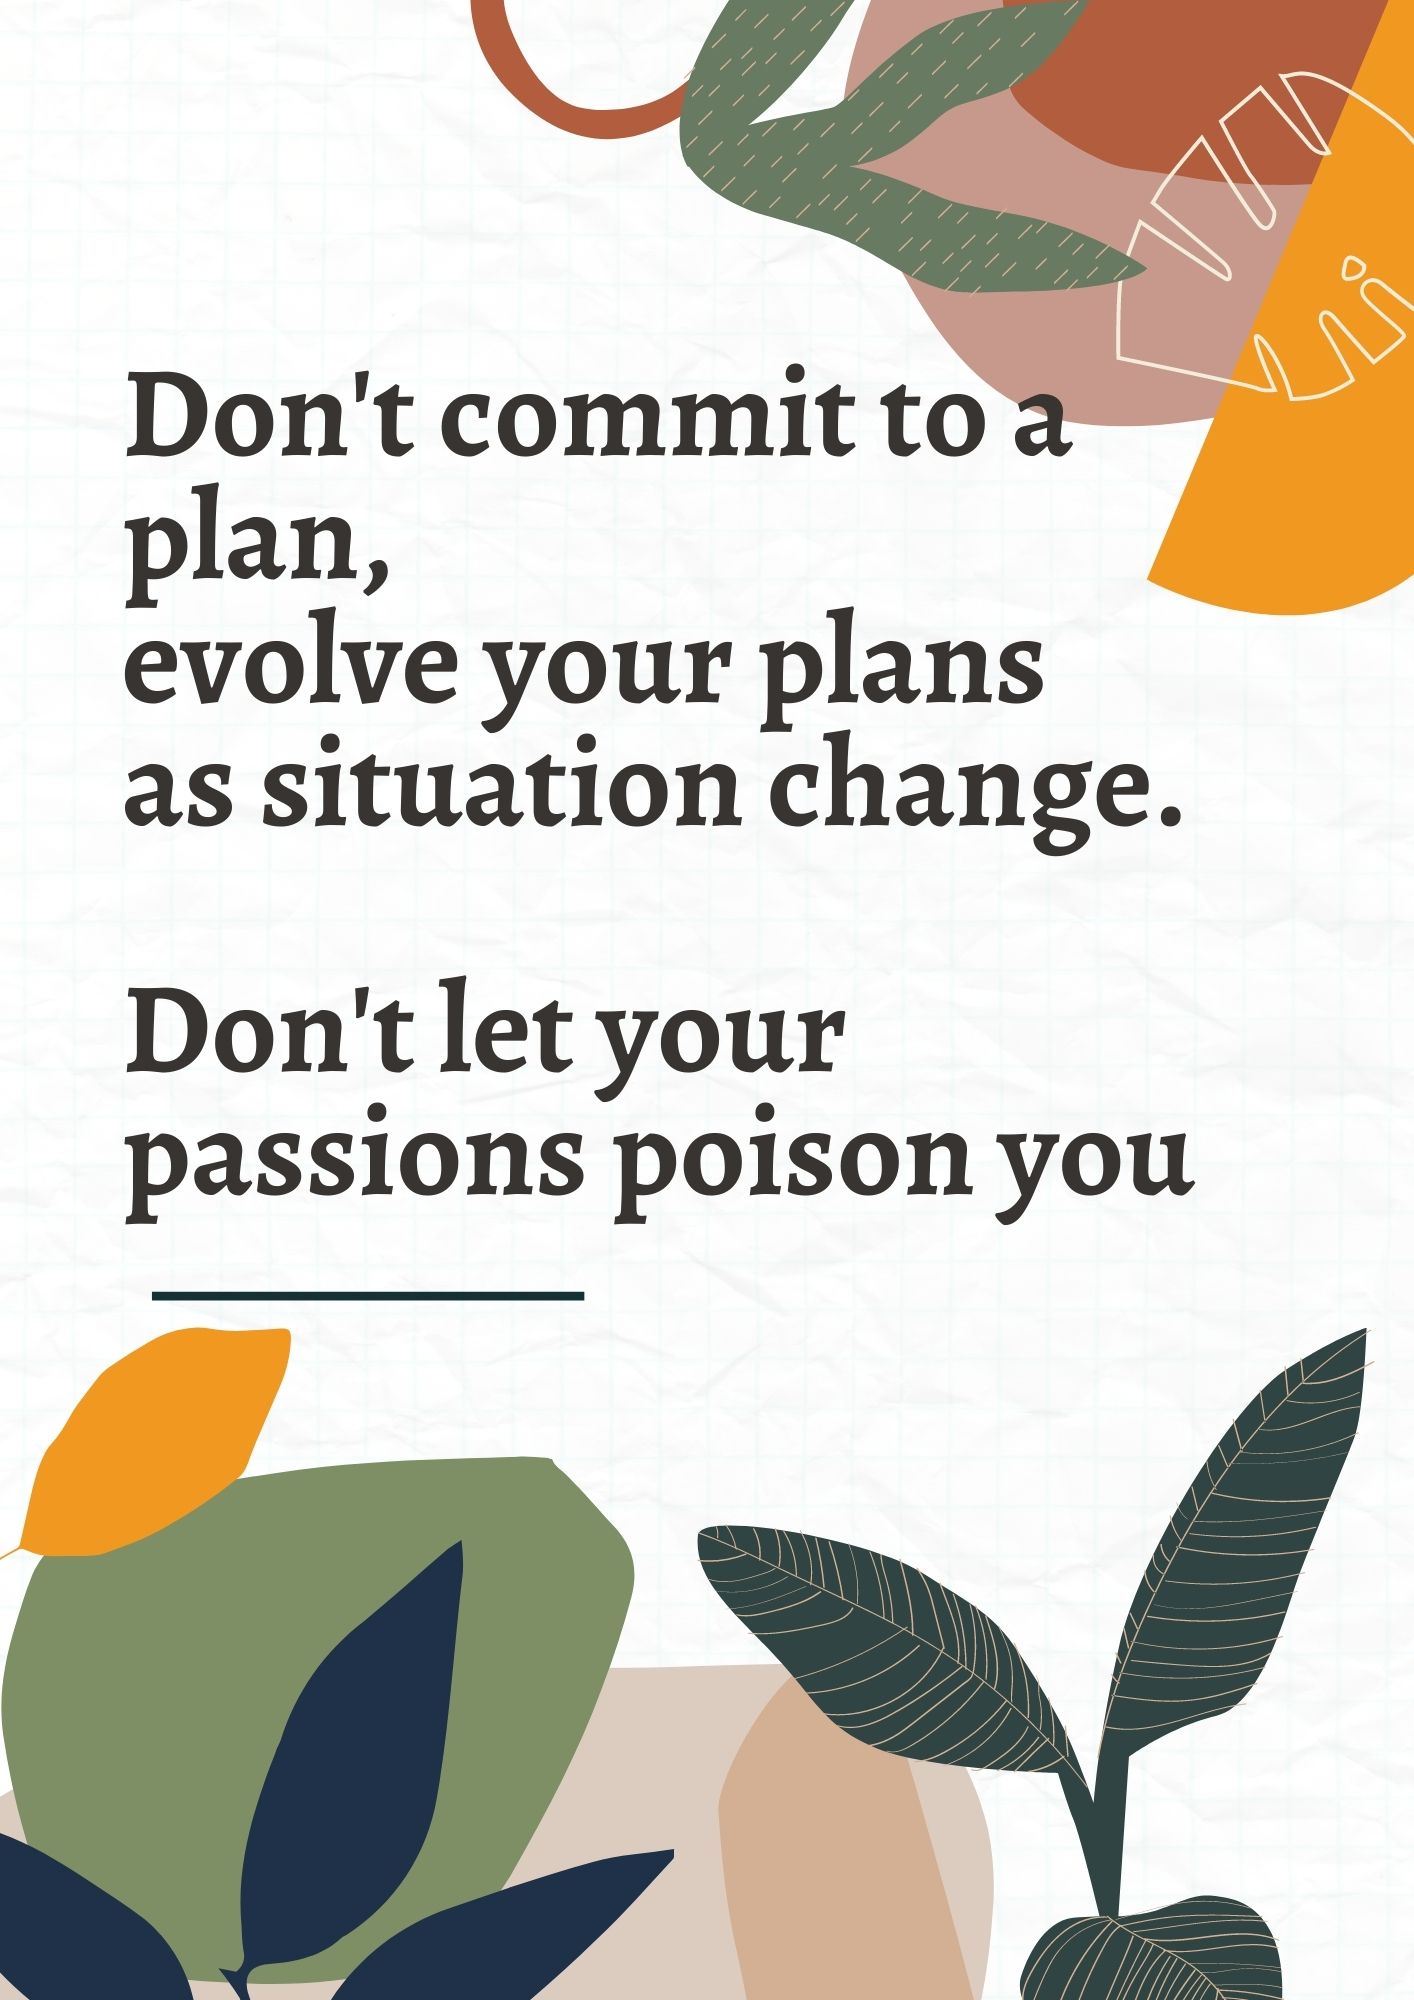 Don't commit to a
plan,
evolve your plans
as situation change.
Don't let your
passions poison you